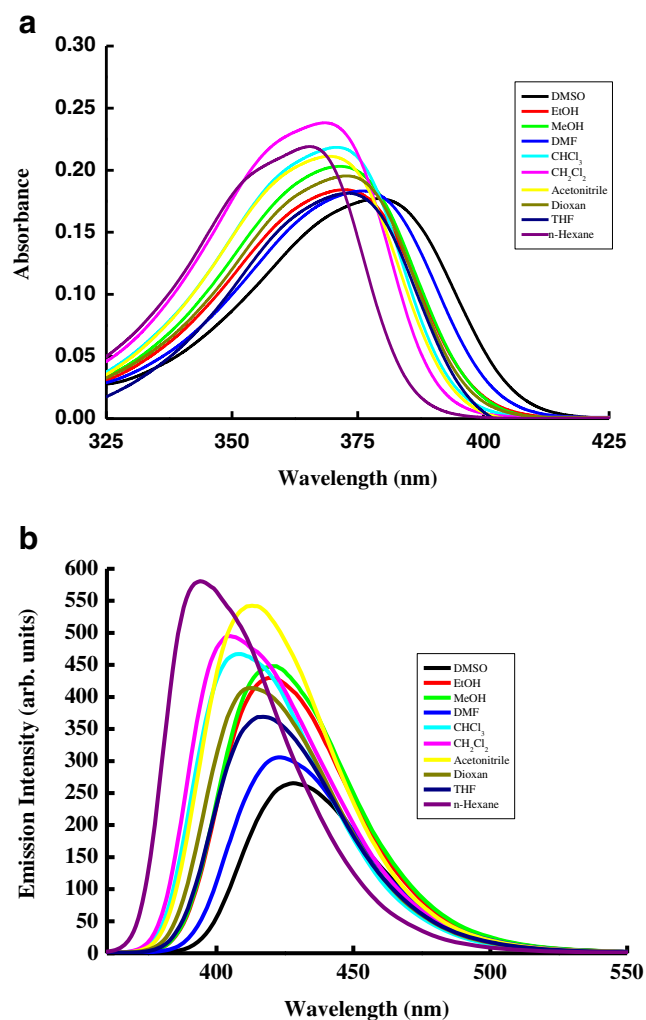 a
0.30
0.25
0.20
0.15
0.10
0.05
0.00
Absorbance
325 350 375 400 425
Wavelength (nm)
DMSO
EtOH
MeOH
DMF
CHCl₃
CH₂Cl₂
Acetonitrile
Dioxan
THF
n-Hexane
b
600
550
500
450
400
350
300
250
200
150
100
50
0
Emission Intensity (arb. units)
400 450 500 550
Wavelength (nm)
DMSO
EtOH
MeOH
DMF
CHCl₃
CH₂Cl₂
Acetonitrile
Dioxan
THF
n-Hexane